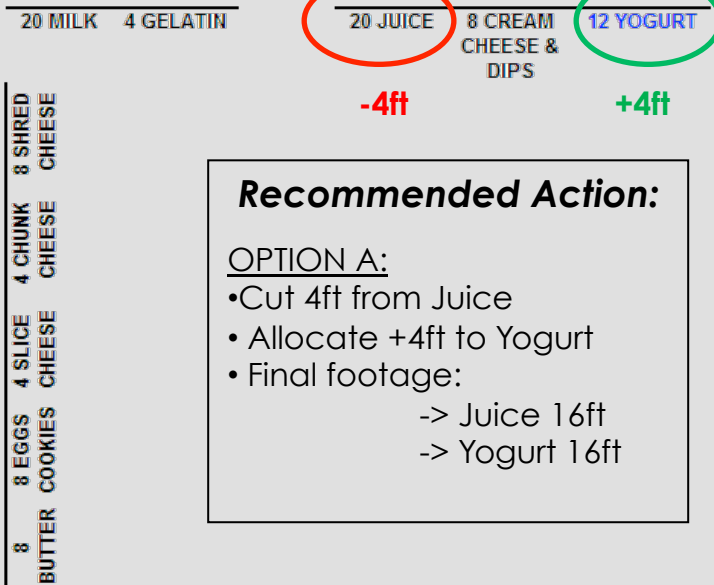 20 MILK 4 GELATIN 20 JUICE 8 CREAM CHEESE & DIPS 12 YOGURT
-4ft +4ft
8 SHRED CHEESE
4 CHUNK CHEESE
4 SLICE CHEESE
8 EGGS COOKIES
8 BUTTER
Recommended Action:
OPTION A:
•Cut 4ft from Juice
• Allocate +4ft to Yogurt
• Final footage:
-> Juice 16ft
-> Yogurt 16ft